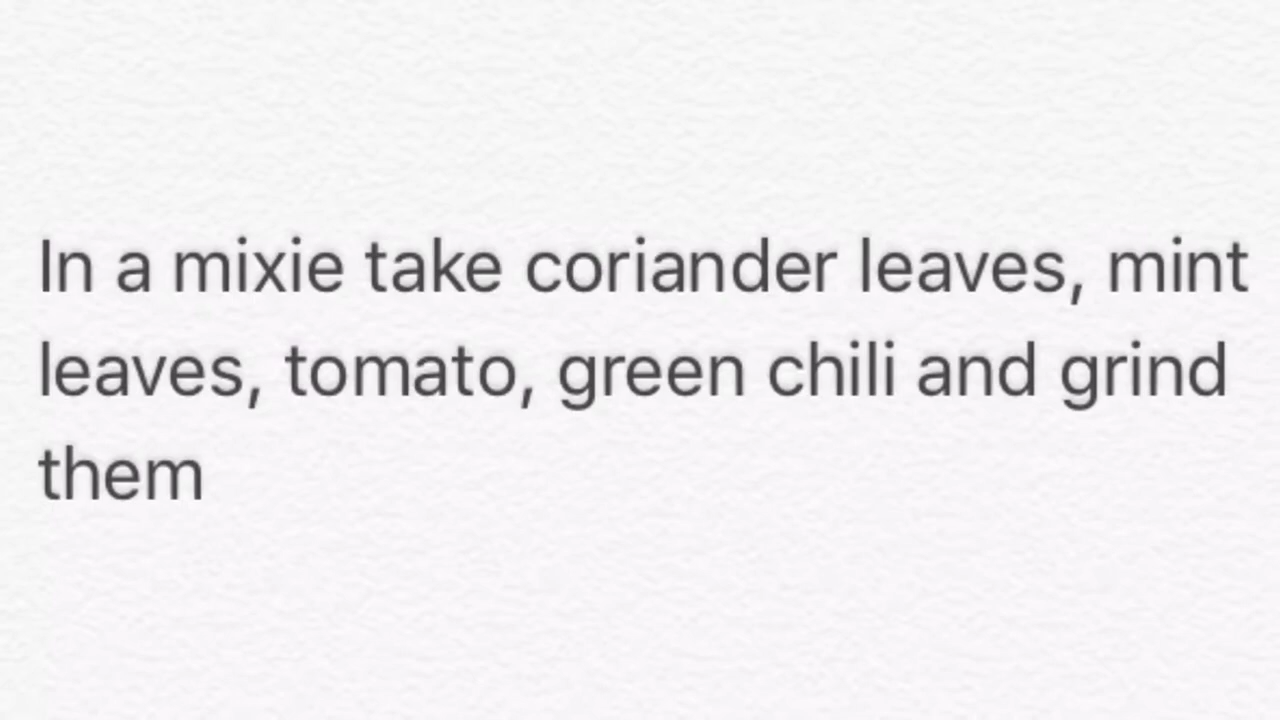 In a mixie take coriander leaves, mint
leaves, tomato, green chili and grind
them